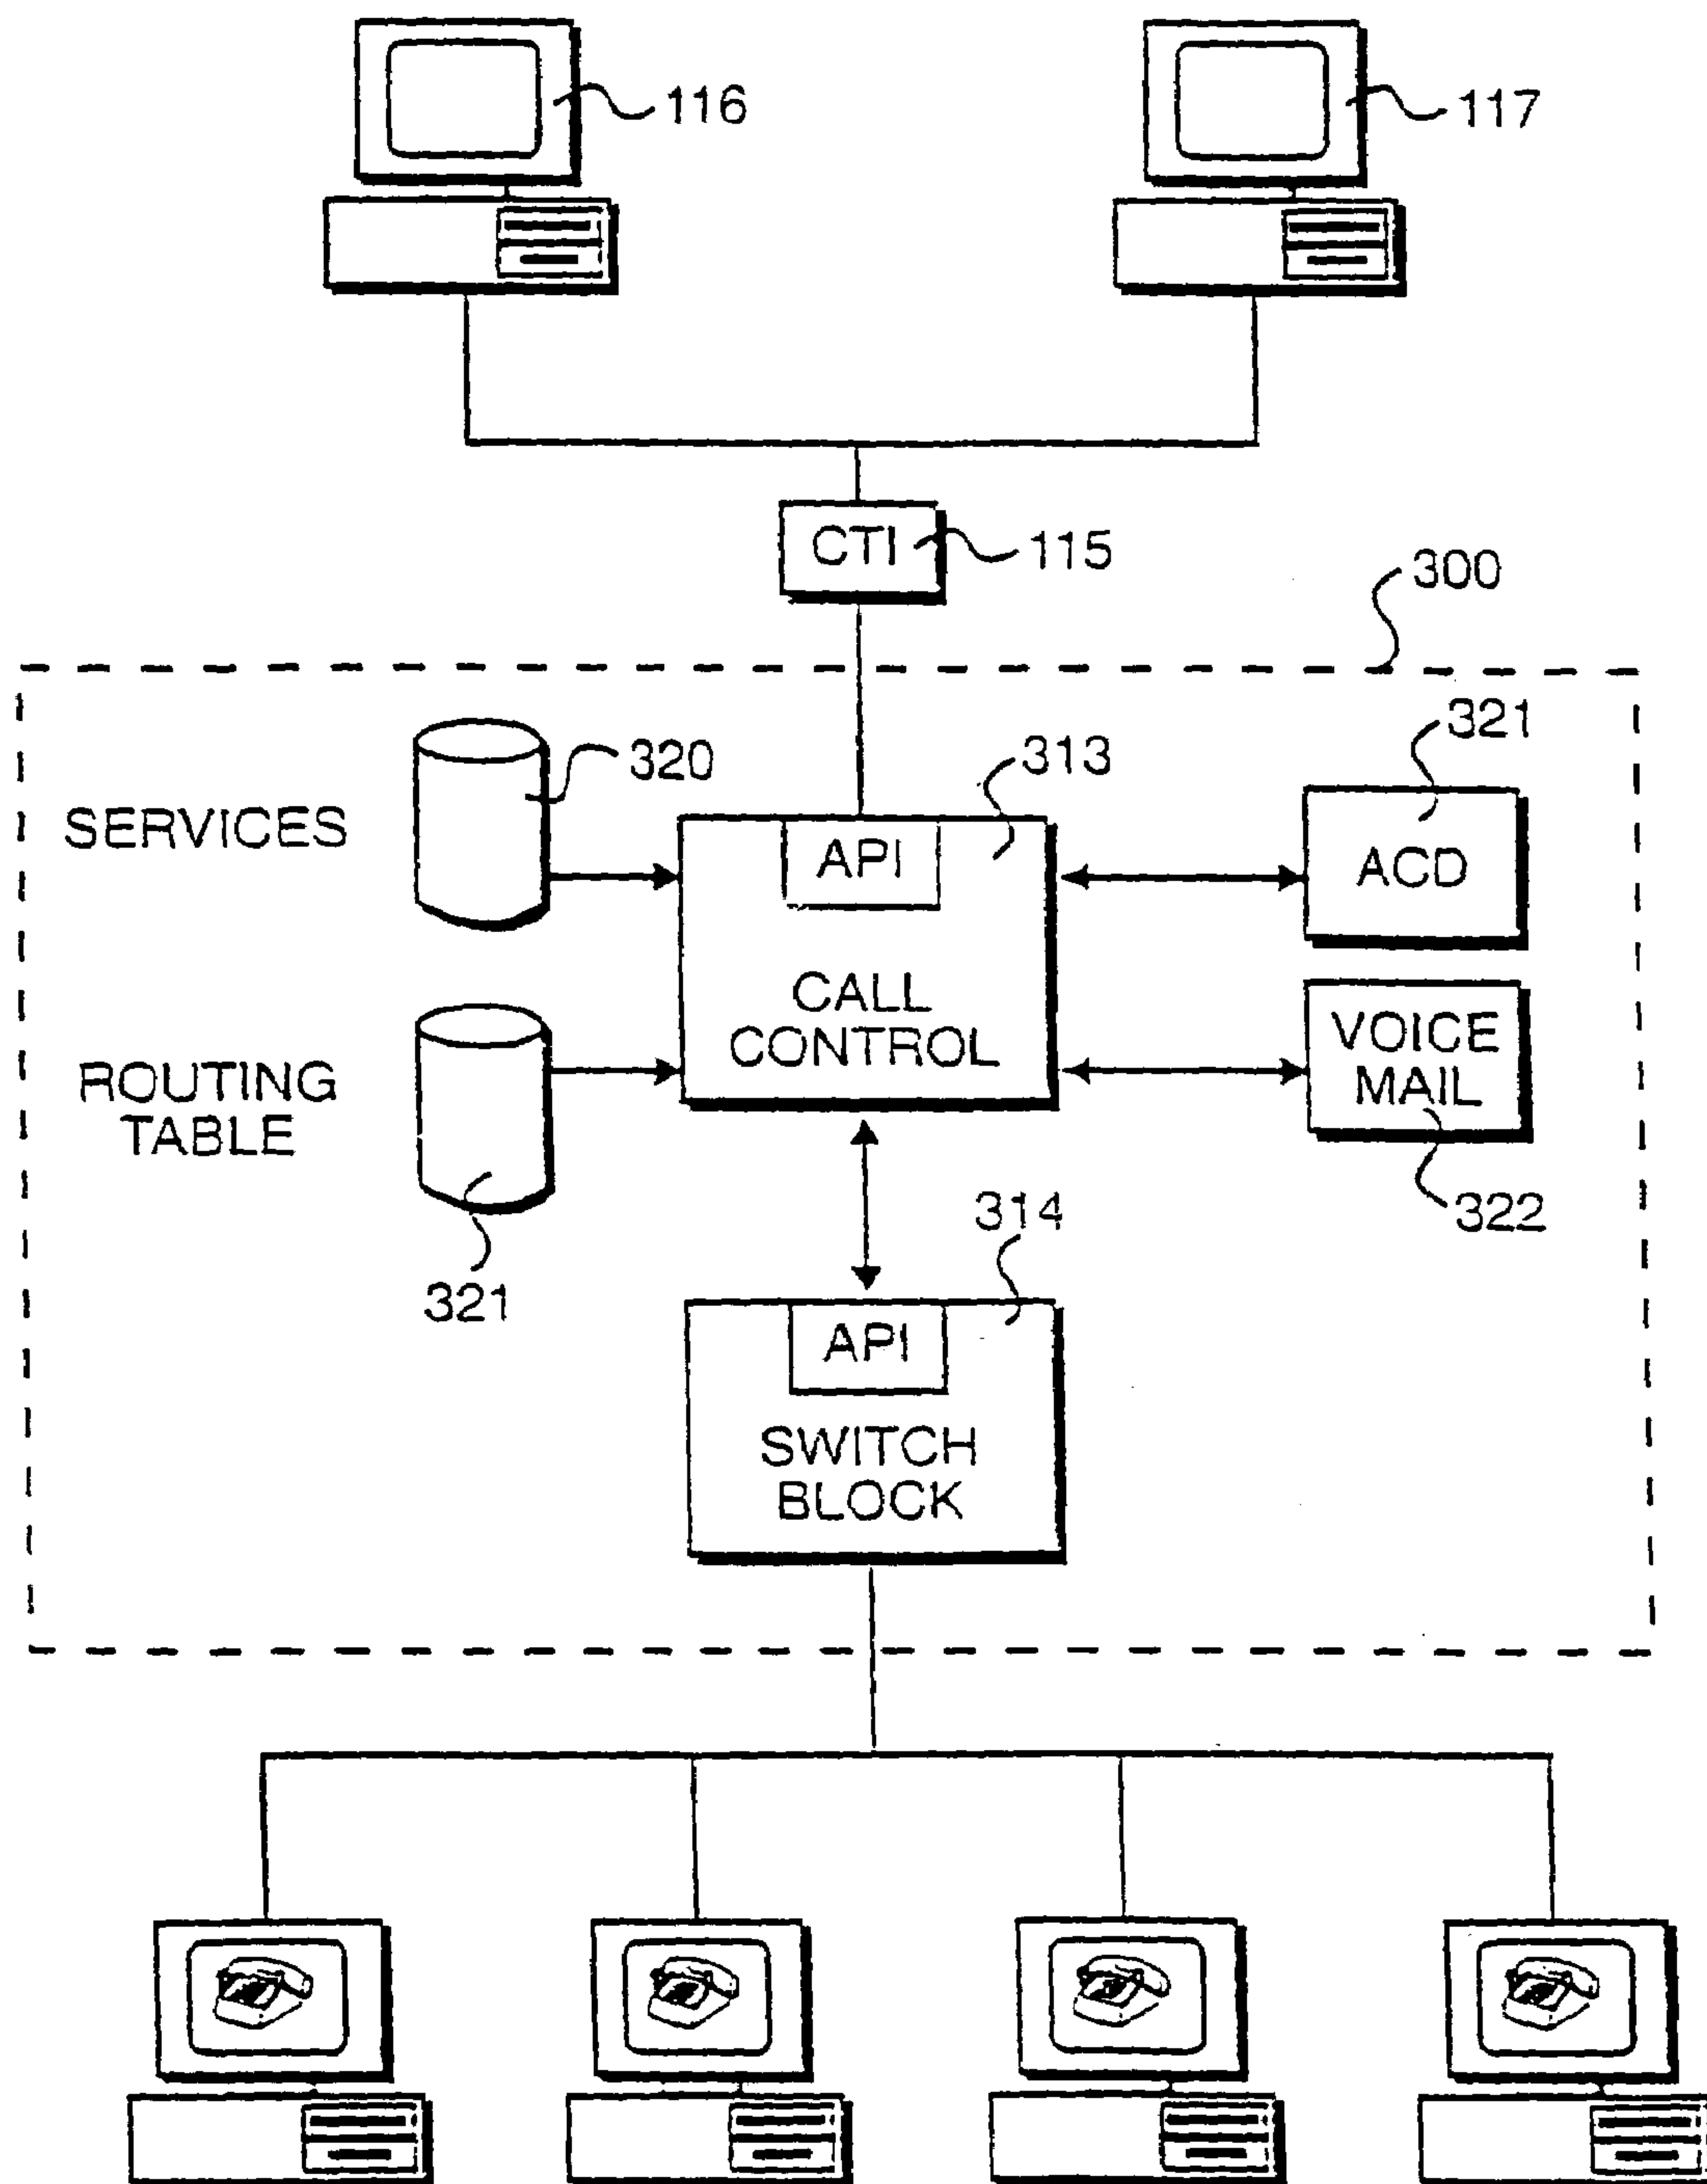 116
117
CTI
115
300
SERVICES
320
313
321
API
ACD
CALL
CONTROL
ROUTING
TABLE
VOICE
MAIL
321
314
322
API
SWITCH
BLOCK